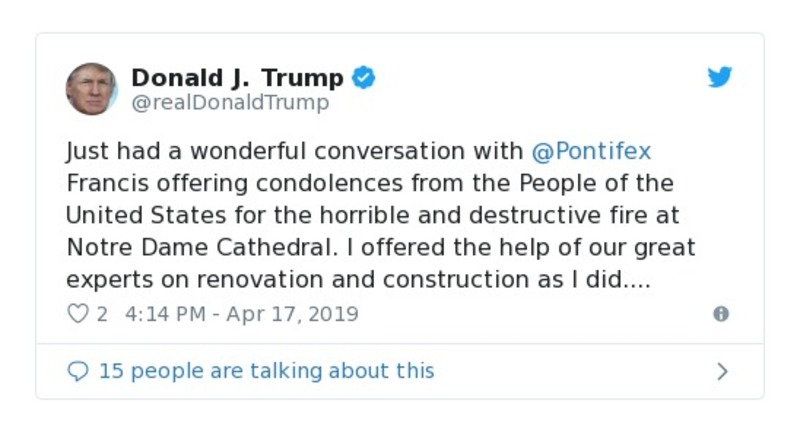 Donald J. Trump
@realDonaldTrump
Just had a wonderful conversation with @Pontifex
Francis offering condolences from the People of the
United States for the horrible and destructive fire at
Notre Dame Cathedral. I offered the help of our great
experts on renovation and construction as I did....
2 4:14 PM - Apr 17, 2019
15 people are talking about this